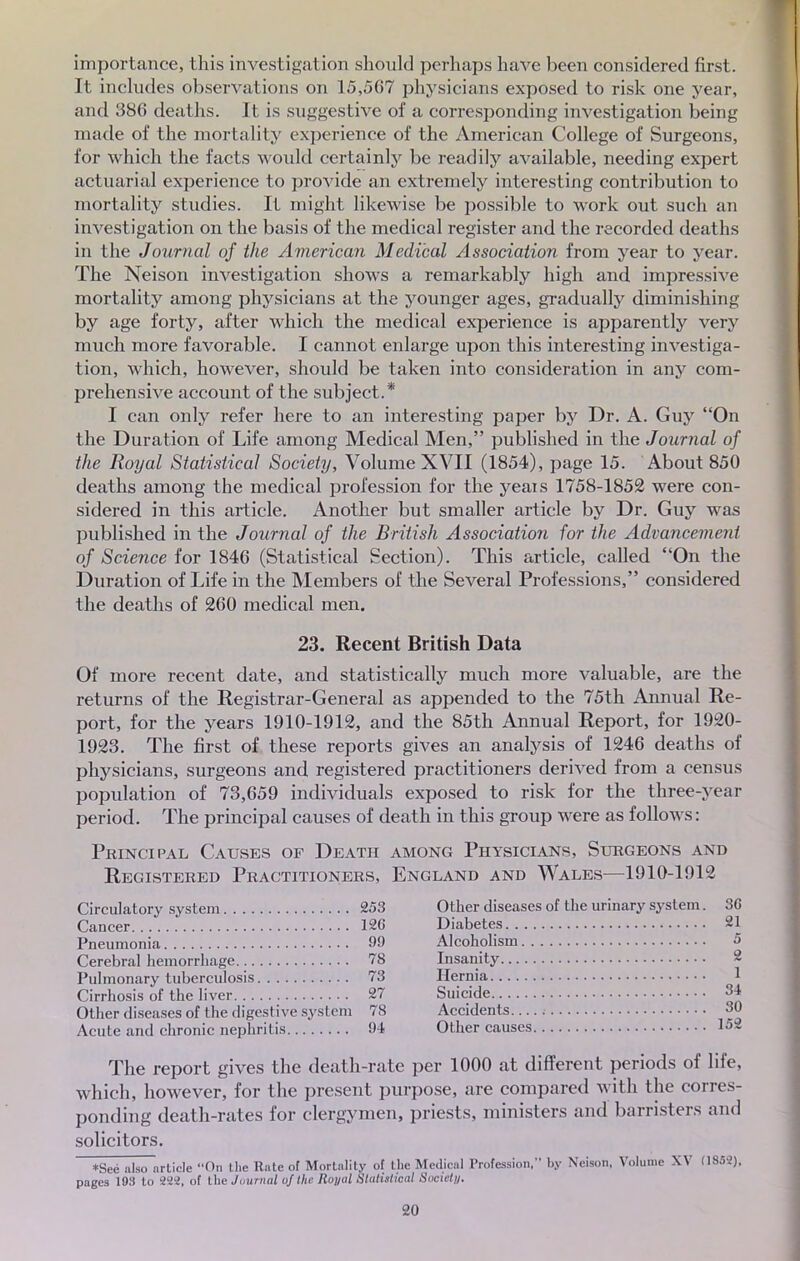 importance, this investigation should perhaps have been considered first.
It includes observations on 15,567 physicians exposed to risk one year,
and 386 deaths. It is suggestive of a corresponding investigation being
made of the mortality experience of the American College of Surgeons,
for which the facts would certainly be readily available, needing expert
actuarial experience to provide an extremely interesting contribution to
mortality studies. It might likewise be possible to work out such an
investigation on the basis of the medical register and the recorded deaths
in the Journal of the American Medical Association from year to year.
The Neison investigation shows a remarkably high and impressive
mortality among physicians at the younger ages, gradually diminishing
by age forty, after which the medical experience is apparently very
much more favorable. I cannot enlarge upon this interesting investiga-
tion, which, however, should be taken into consideration in any com-
prehensive account of the subject.*
I can only refer here to an interesting paper by Dr. A. Guy “On
the Duration of Life among Medical Men,” published in the Journal of
the Royal Statistical Society, Volume XVII (1854), page 15. About 850
deaths among the medical profession for the years 1758-1852 were con-
sidered in this article. Another but smaller article by Dr. Guy was
published in the Journal of the British Association for the Advancement
of Science for 1846 (Statistical Section). This article, called “On the
Duration of Life in the Members of the Several Professions,” considered
the deaths of 260 medical men.
23. Recent British Data
Of more recent date, and statistically much more valuable, are the
returns of the Registrar-General as appended to the 75th Annual Re-
port, for the years 1910-1912, and the 85th Annual Report, for 1920-
1923. The first of these reports gives an analysis of 1246 deaths of
physicians, surgeons and registered practitioners derived from a census
population of 73,659 individuals exposed to risk for the three-year
period. The principal causes of death in this group were as follows:
Principal Causes of Death among Physicians, Surgeons and
Registered Practitioners, England and Wales—1910-1912
Circulatory system............... 253
Cancer.......................... 126
Pneumonia...................... 99
Cerebral hemorrhage.............. 78
Pulmonary tuberculosis............ 73
Cirrhosis of the liver.............. 27
Other diseases of the digestive system 78
Acute and chronic nephritis......... 94
Other diseases of the urinary system. 36
Diabetes........................ 21
Alcoholism...................... 5
Insanity........................ 2
Hernia.......................... 1
Suicide......................... 34
Accidents....................... 30
Other causes.................... 152
The report gives the death-rate per 1000 at different periods of life,
which, however, for the present purpose, are compared with the corres-
ponding death-rates for clergymen, priests, ministers and barristers and
solicitors.
*See also article “On the Rate of Mortality of the Medical Profession,” by Neison, Volume XV (1852),
pages 193 to 222, of the Journal of the Royal Statistical Society.
20